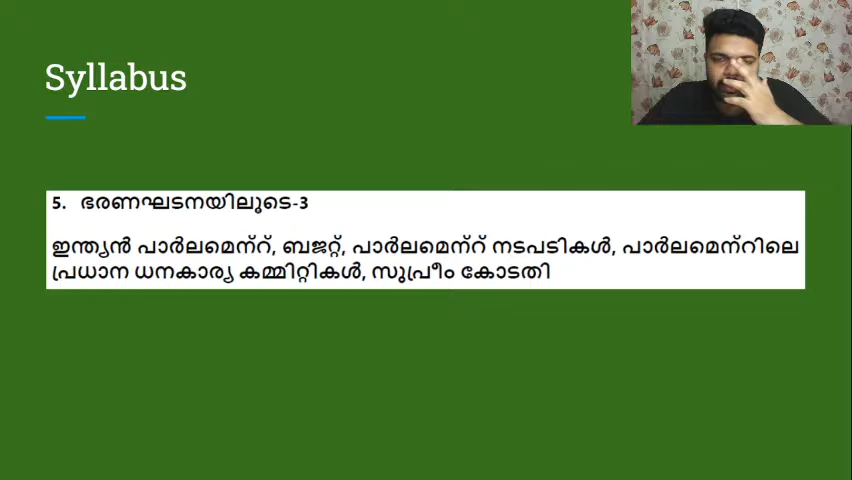 Syllabus
5. ഭരണഘടനയിലൂടെ-3
ഇന്ത്യൻ പാർലമെന്റ്, ബജറ്റ്, പാർലമെന്റ് നടപടികൾ, പാർലമെന്റിലെ
പ്രധാന ധനകാര്യ കമ്മിറ്റികൾ, സുപ്രീം കോടതി